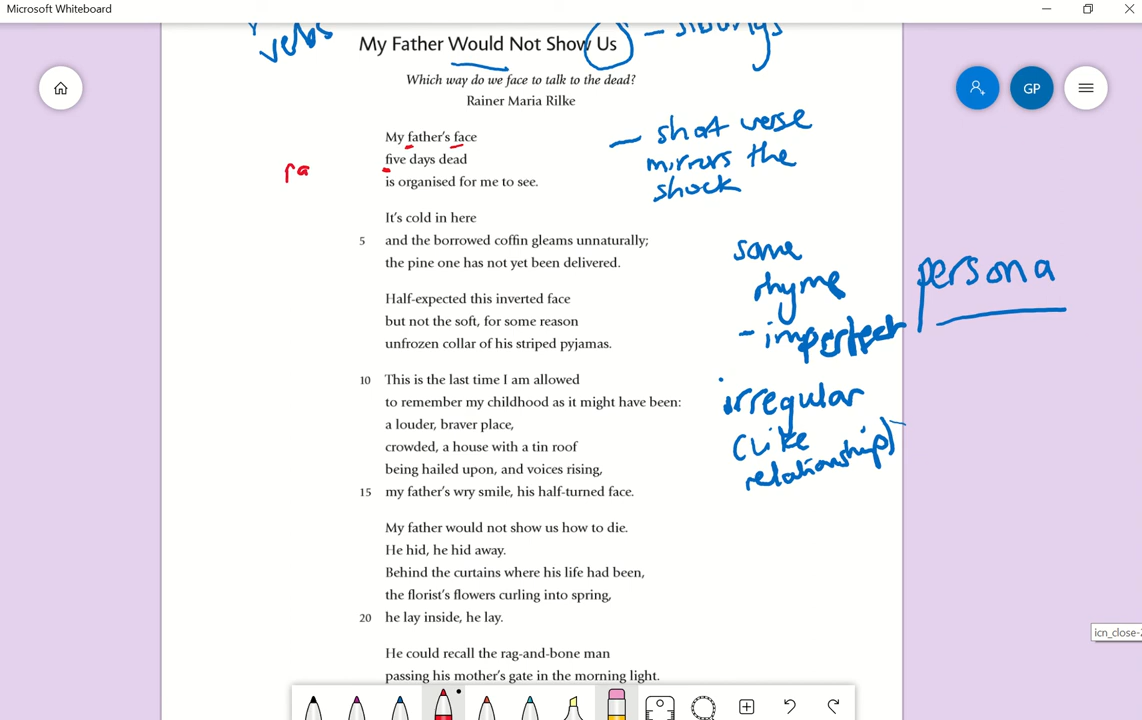 Microsoft Whiteboard
verbs
- siblings
My Father Would Not Show Us
Which way do we face to talk to the dead?
Rainer Maria Rilke
GP
My father's face
five days dead
is organised for me to see.
ra
- short verse
mirrors the
shock
It's cold in here
5 and the borrowed coffin gleams unnaturally;
the pine one has not yet been delivered.
some
rhyme
- imperfect
persona
Half-expected this inverted face
but not the soft, for some reason
unfrozen collar of his striped pyjamas.
10 This is the last time I am allowed
to remember my childhood as it might have been:
a louder, braver place,
crowded, a house with a tin roof
being hailed upon, and voices rising,
15 my father's wry smile, his half-turned face.
irregular
(like
relationship)
My father would not show us how to die.
He hid, he hid away.
Behind the curtains where his life had been,
the florist's flowers curling into spring,
20 he lay inside, he lay.
icn_close-2
He could recall the rag-and-bone man
passing his mother's gate in the morning light.